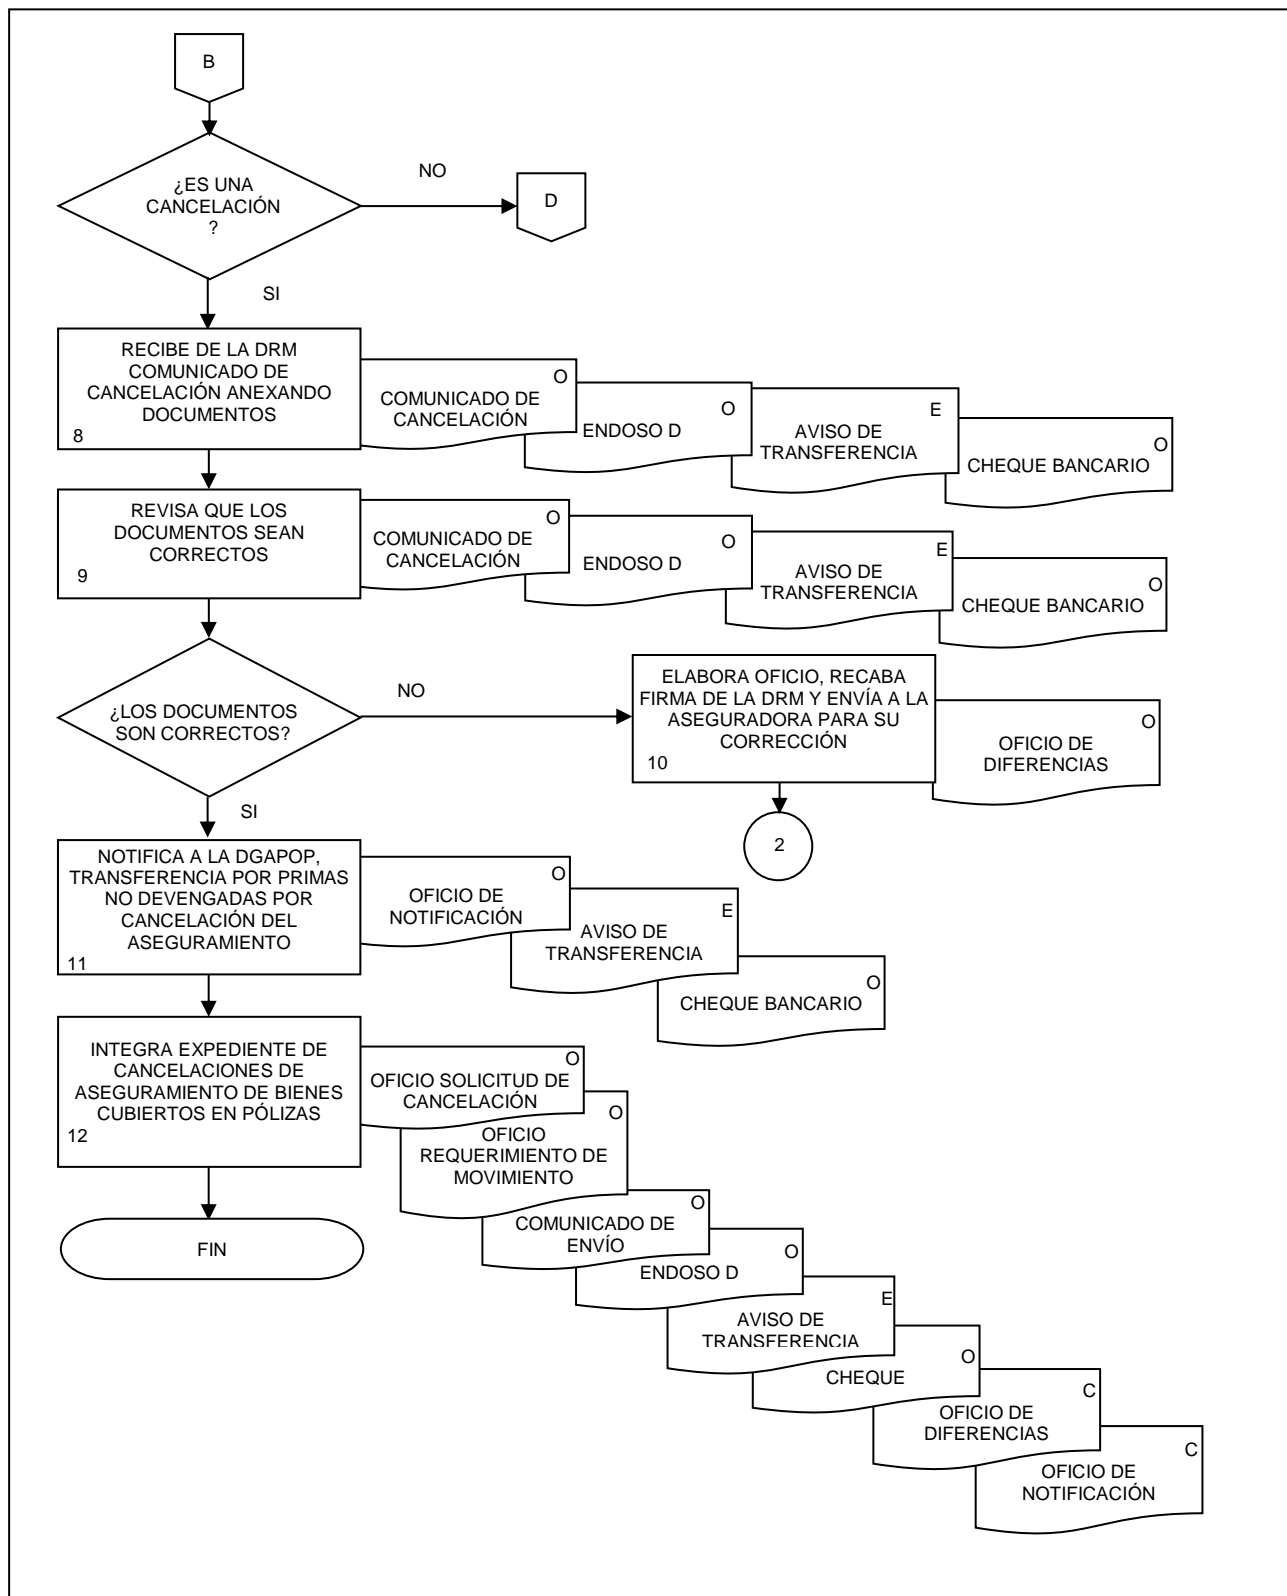 B
¿ES UNA
CANCELACIÓN
?
NO
D
SI
RECIBE DE LA DRM
COMUNICADO DE
CANCELACIÓN ANEXANDO
DOCUMENTOS
8
O
COMUNICADO DE
CANCELACIÓN
O
ENDOSO D
E
AVISO DE
TRANSFERENCIA
O
CHEQUE BANCARIO
REVISA QUE LOS
DOCUMENTOS SEAN
CORRECTOS
9
O
COMUNICADO DE
CANCELACIÓN
O
ENDOSO D
E
AVISO DE
TRANSFERENCIA
O
CHEQUE BANCARIO
¿LOS DOCUMENTOS
SON CORRECTOS?
NO
ELABORA OFICIO, RECABA
FIRMA DE LA DRM Y ENVÍA A LA
ASEGURADORA PARA SU
CORRECCIÓN
10
O
OFICIO DE
DIFERENCIAS
2
SI
NOTIFICA A LA DGAPOP,
TRANSFERENCIA POR PRIMAS
NO DEVENGADAS POR
CANCELACIÓN DEL
ASEGURAMIENTO
11
O
OFICIO DE
NOTIFICACIÓN
E
AVISO DE
TRANSFERENCIA
O
CHEQUE BANCARIO
INTEGRA EXPEDIENTE DE
CANCELACIONES DE
ASEGURAMIENTO DE BIENES
CUBIERTOS EN PÓLIZAS
12
O
OFICIO SOLICITUD DE
CANCELACIÓN
O
OFICIO
REQUERIMIENTO DE
MOVIMIENTO
O
COMUNICADO DE
ENVÍO
O
ENDOSO D
E
AVISO DE
TRANSFERENCIA
O
CHEQUE
C
OFICIO DE
DIFERENCIAS
C
OFICIO DE
NOTIFICACIÓN
FIN